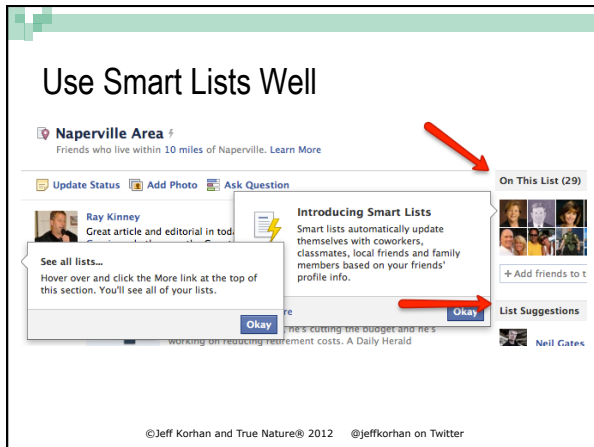 Use Smart Lists Well
Naperville Area
Friends who live within 10 miles of Naperville. Learn More
Update Status Add Photo Ask Question
On This List (29)
Ray Kinney
Great article and editorial in toda
Introducing Smart Lists
Smart lists automatically update
themselves with coworkers,
classmates, local friends and family
members based on your friends'
profile info.
See all lists...
Hover over and click the More link at the top of
this section. You'll see all of your lists.
Okay
+ Add friends to t
re
Okay
List Suggestions
, he's cutting the budget and he's
working on reducing retirement costs. A Daily Herald
Neil Gates
©Jeff Korhan and True Nature® 2012 @jeffkorhan on Twitter